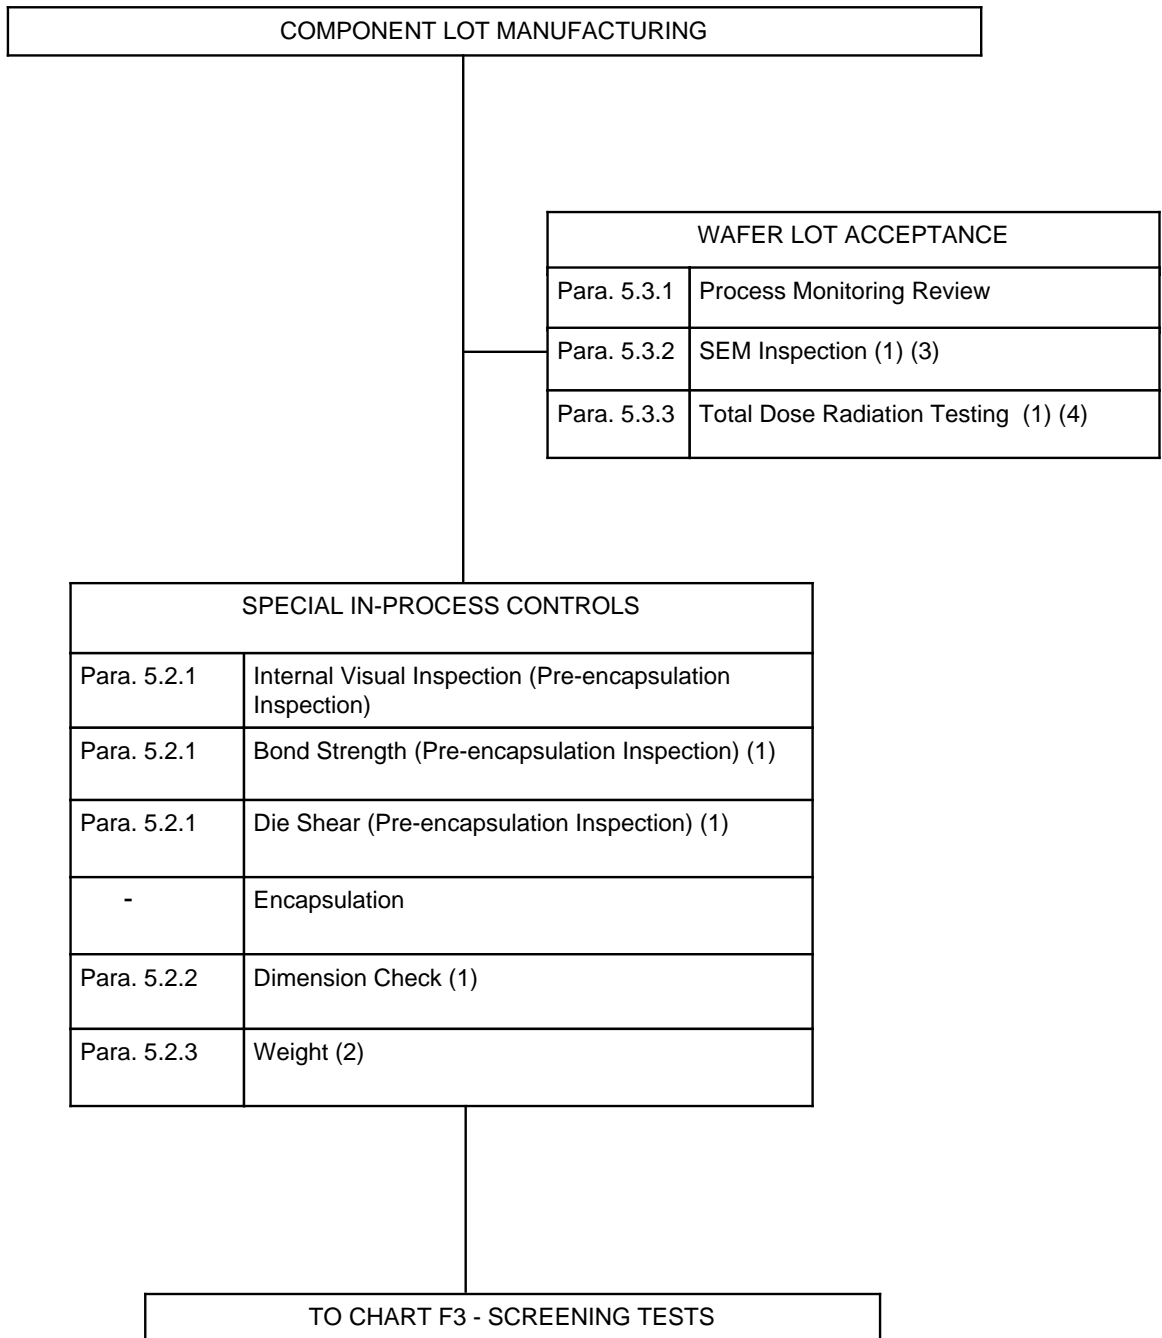 COMPONENT LOT MANUFACTURING
WAFER LOT ACCEPTANCE
Para. 5.3.1 Process Monitoring Review
Para. 5.3.2 SEM Inspection (1) (3)
Para. 5.3.3 Total Dose Radiation Testing (1) (4)
SPECIAL IN-PROCESS CONTROLS
Para. 5.2.1 Internal Visual Inspection (Pre-encapsulation
Inspection)
Para. 5.2.1 Bond Strength (Pre-encapsulation Inspection) (1)
Para. 5.2.1 Die Shear (Pre-encapsulation Inspection) (1)
- Encapsulation
Para. 5.2.2 Dimension Check (1)
Para. 5.2.3 Weight (2)
TO CHART F3 - SCREENING TESTS